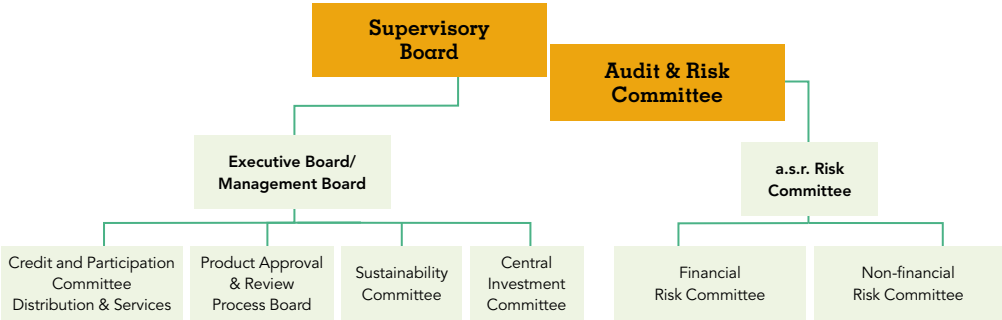 Supervisory
Board
Audit & Risk
Committee
Executive Board/
Management Board
a.s.r. Risk
Committee
Credit and Participation
Committee
Distribution & Services
Product Approval
& Review
Process Board
Sustainability
Committee
Central
Investment
Committee
Financial
Risk Committee
Non-financial
Risk Committee